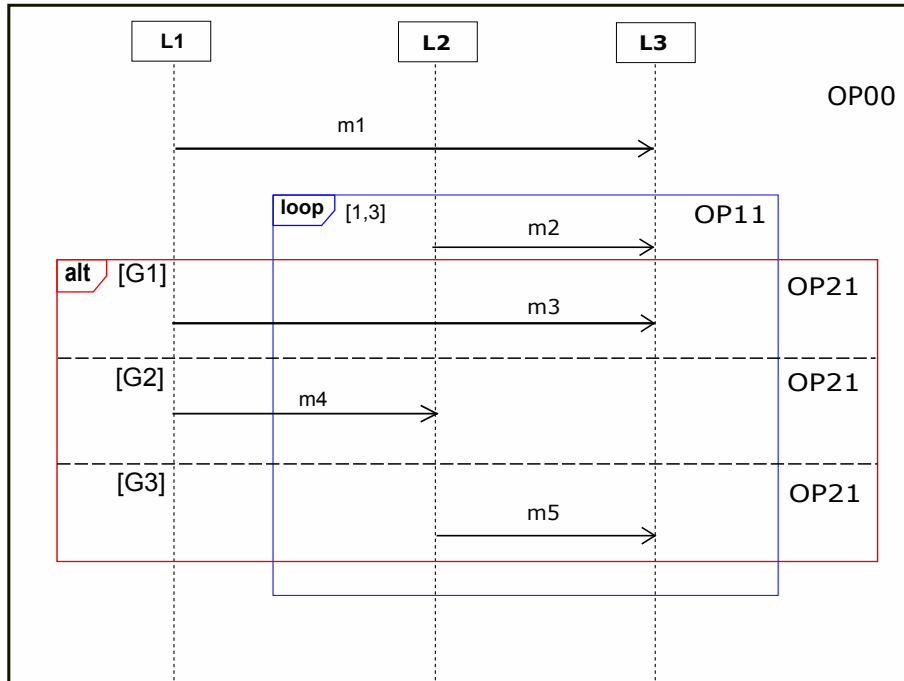 L1 L2 L3
OP00
m1
loop [1,3] OP11
m2
alt [G1] OP21
m3
[G2] OP21
m4
[G3] OP21
m5